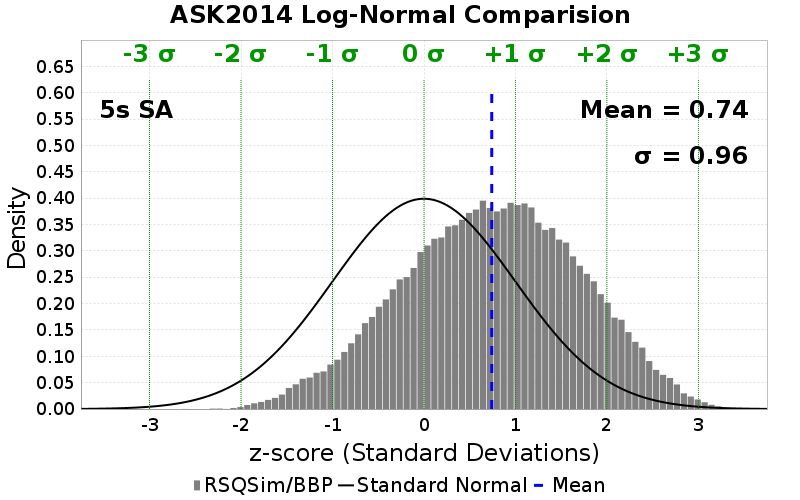 ASK2014 Log-Normal Comparision
-3 σ -2 σ -1 σ 0 σ +1 σ +2 σ +3 σ
5s SA
Mean = 0.74
σ = 0.96
Density
0.65
0.60
0.55
0.50
0.45
0.40
0.35
0.30
0.25
0.20
0.15
0.10
0.05
0.00
-3 -2 -1 0 1 2 3
z-score (Standard Deviations)
RSQSim/BBP Standard Normal Mean